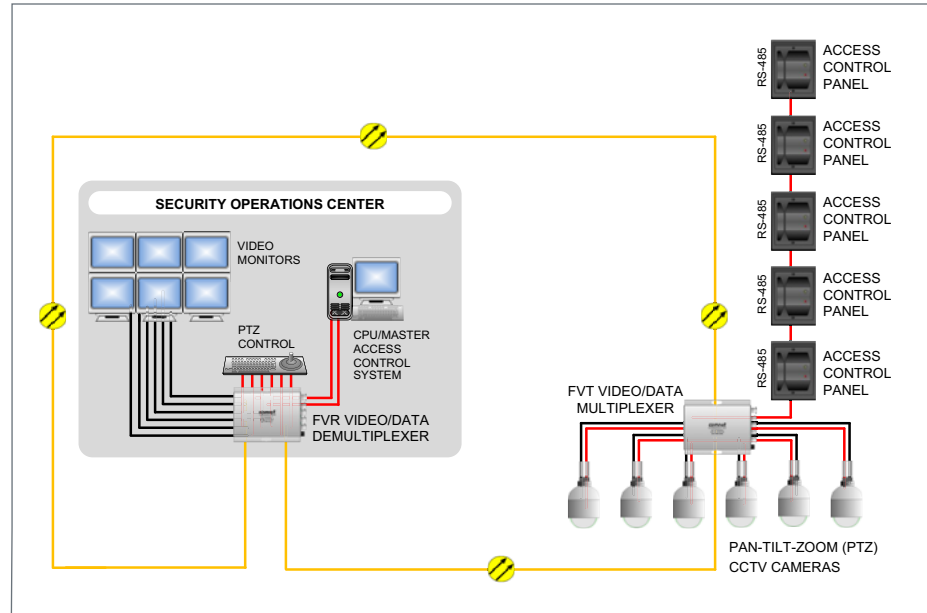 RS-485
ACCESS
CONTROL
PANEL
RS-485
ACCESS
CONTROL
PANEL
RS-485
ACCESS
CONTROL
PANEL
RS-485
ACCESS
CONTROL
PANEL
RS-485
ACCESS
CONTROL
PANEL
SECURITY OPERATIONS CENTER
VIDEO
MONITORS
PTZ
CONTROL
CPU/MASTER
ACCESS
CONTROL
SYSTEM
FVR VIDEO/DATA
DEMULTIPLEXER
FVT VIDEO/DATA
MULTIPLEXER
PAN-TILT-ZOOM (PTZ)
CCTV CAMERAS